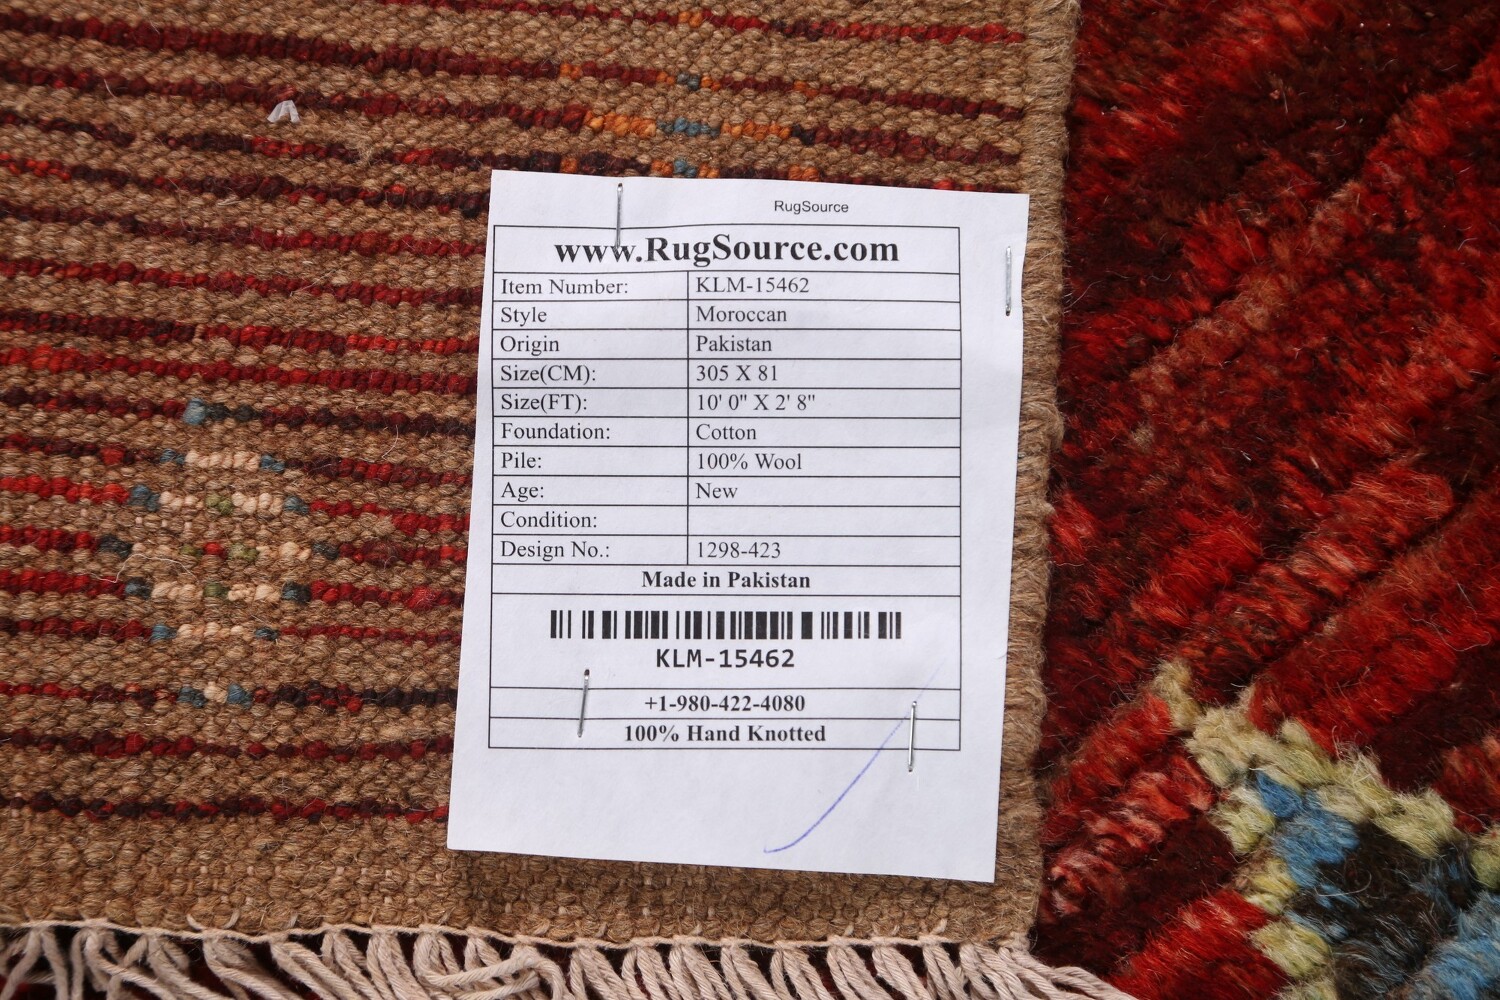 RugSource
www.RugSource.com
Item Number: KLM-15462
Style Moroccan
Origin Pakistan
Size(CM): 305 X 81
Size(FT): 10' 0" X 2' 8"
Foundation: Cotton
Pile: 100% Wool
Age: New
Condition:
Design No.: 1298-423
Made in Pakistan
KLM-15462
+1-980-422-4080
100% Hand Knotted